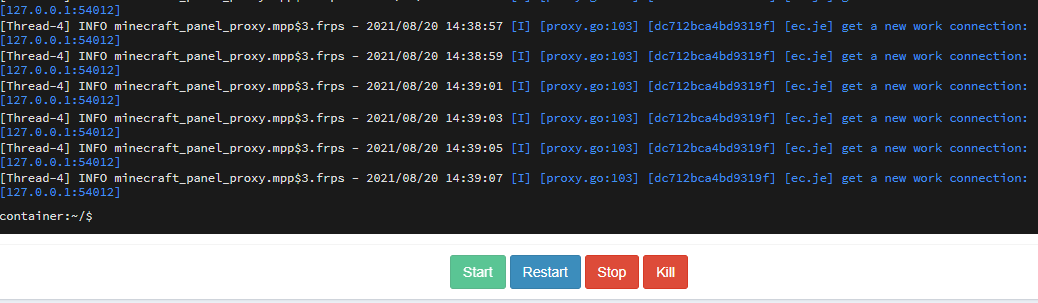 [127.0.0.1:54012]
[Thread-4] INFO minecraft_panel_proxy.mpp$3.frps - 2021/08/20 14:38:57 [I] [proxy.go:103] [dc712bca4bd9319f] [ec.je] get a new work connection:
[127.0.0.1:54012]
[Thread-4] INFO minecraft_panel_proxy.mpp$3.frps - 2021/08/20 14:38:59 [I] [proxy.go:103] [dc712bca4bd9319f] [ec.je] get a new work connection:
[127.0.0.1:54012]
[Thread-4] INFO minecraft_panel_proxy.mpp$3.frps - 2021/08/20 14:39:01 [I] [proxy.go:103] [dc712bca4bd9319f] [ec.je] get a new work connection:
[127.0.0.1:54012]
[Thread-4] INFO minecraft_panel_proxy.mpp$3.frps - 2021/08/20 14:39:03 [I] [proxy.go:103] [dc712bca4bd9319f] [ec.je] get a new work connection:
[127.0.0.1:54012]
[Thread-4] INFO minecraft_panel_proxy.mpp$3.frps - 2021/08/20 14:39:05 [I] [proxy.go:103] [dc712bca4bd9319f] [ec.je] get a new work connection:
[127.0.0.1:54012]
[Thread-4] INFO minecraft_panel_proxy.mpp$3.frps - 2021/08/20 14:39:07 [I] [proxy.go:103] [dc712bca4bd9319f] [ec.je] get a new work connection:
[127.0.0.1:54012]
container:~/$
Start Restart Stop Kill